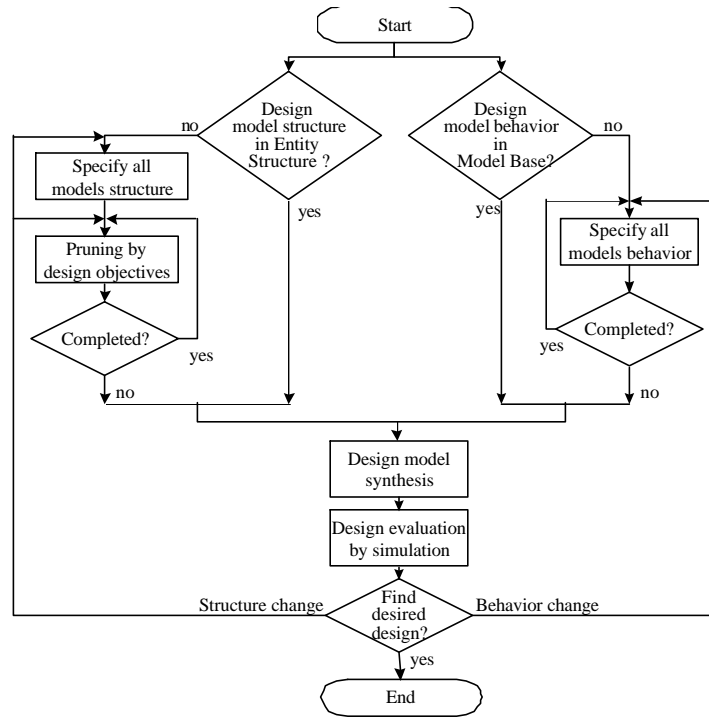 Start
Design
model structure
in Entity
Structure ?
no
yes
Design
model behavior
in
Model Base?
no
yes
Specify all
models structure
Pruning by
design objectives
Completed?
yes
no
Specify all
models behavior
Completed?
yes
no
Design model
synthesis
Design evaluation
by simulation
Structure change
Find
desired
design?
Behavior change
yes
End